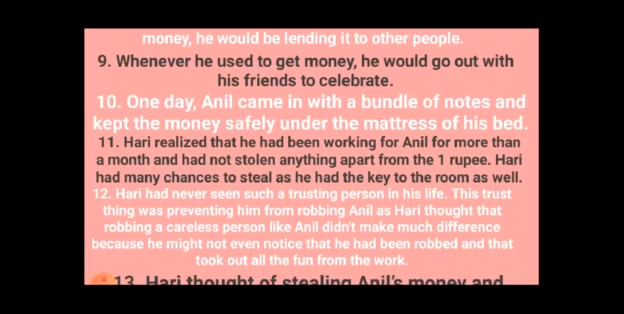 money, he would be lending it to other people.
9. Whenever he used to get money, he would go out with
his friends to celebrate.
10. One day, Anil came in with a bundle of notes and
kept the money safely under the mattress of his bed.
11. Hari realized that he had been working for Anil for more than
a month and had not stolen anything apart from the 1 rupee. Hari
had many chances to steal as he had the key to the room as well.
12. Hari had never seen such a trusting person in his life. This trust
thing was preventing him from robbing Anil as Hari thought that
robbing a careless person like Anil didn't make much difference
because he might not even notice that he had been robbed and that
took out all the fun from the work.
13. Hari thought of stealing Anil's money and